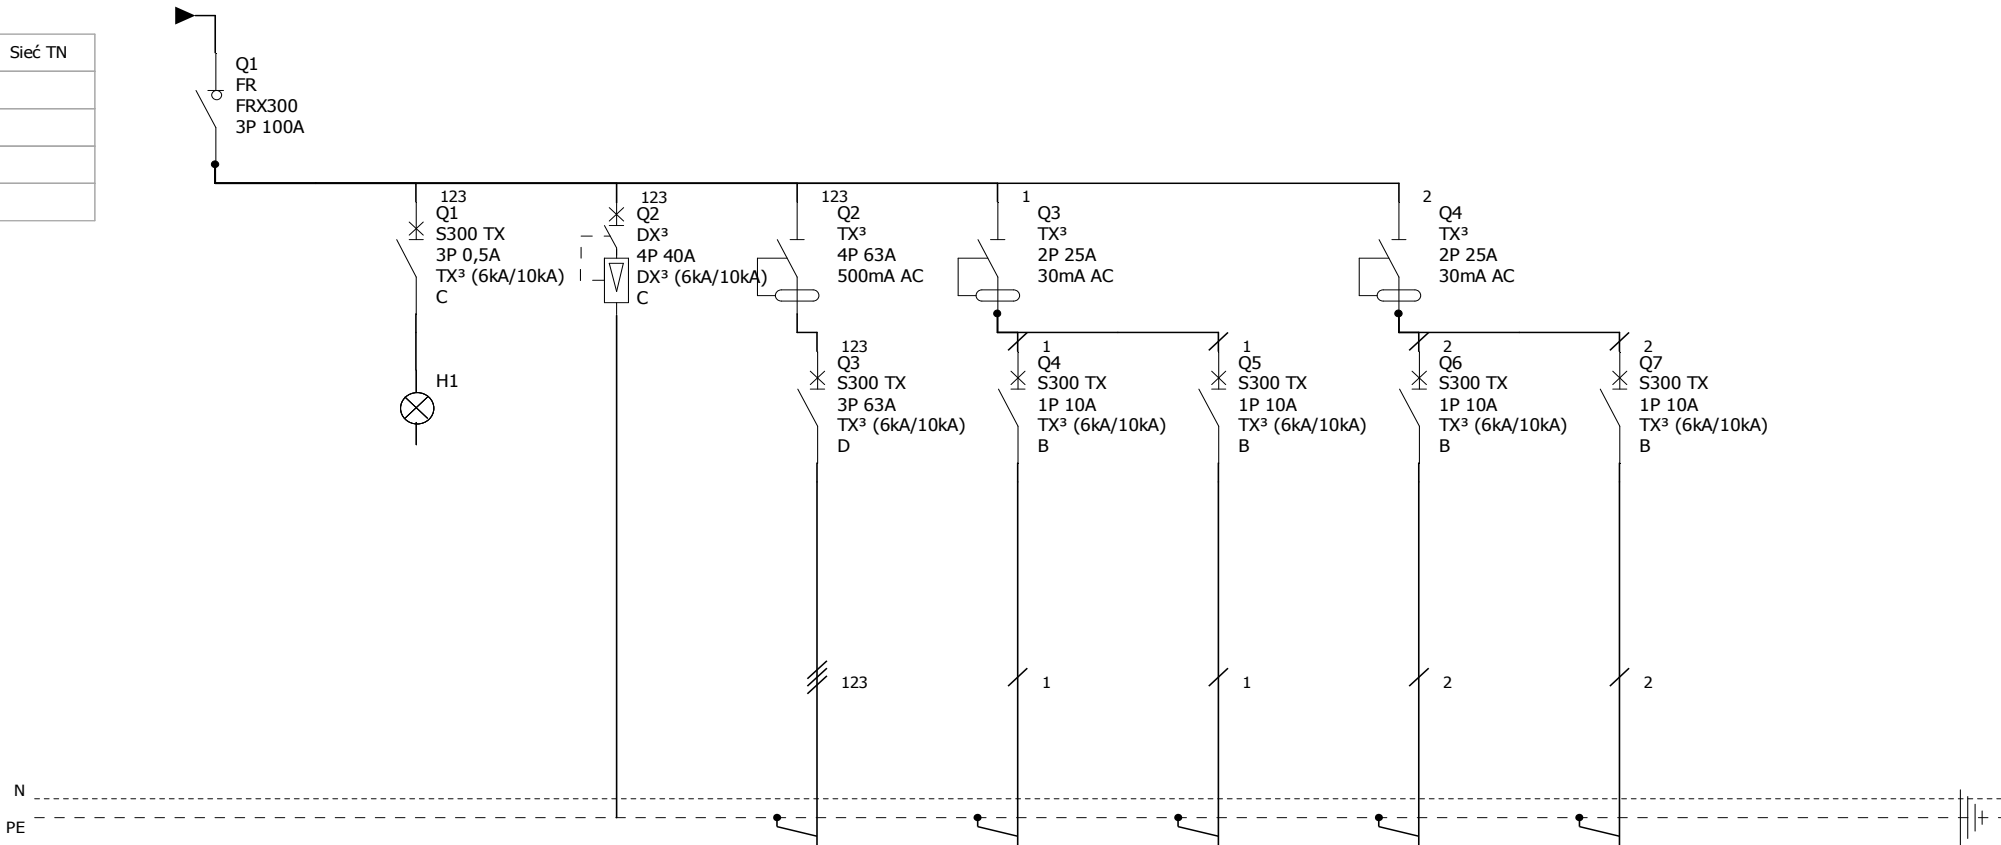 Sieć TN
Q1
FR
FRX300
3P 100A
123
Q1
S300 TX
3P 0,5A
TX³ (6kA/10kA)
C
H1
123
Q2
DX³
4P 40A
DX³ (6kA/10kA)
C
123
Q2
TX³
4P 63A
500mA AC
123
Q3
S300 TX
3P 63A
TX³ (6kA/10kA)
D
123
1
Q3
TX³
2P 25A
30mA AC
1
Q4
S300 TX
1P 10A
TX³ (6kA/10kA)
B
1
1
Q5
S300 TX
1P 10A
TX³ (6kA/10kA)
B
1
2
Q4
TX³
2P 25A
30mA AC
2
Q6
S300 TX
1P 10A
TX³ (6kA/10kA)
B
2
2
Q7
S300 TX
1P 10A
TX³ (6kA/10kA)
B
2
N
PE